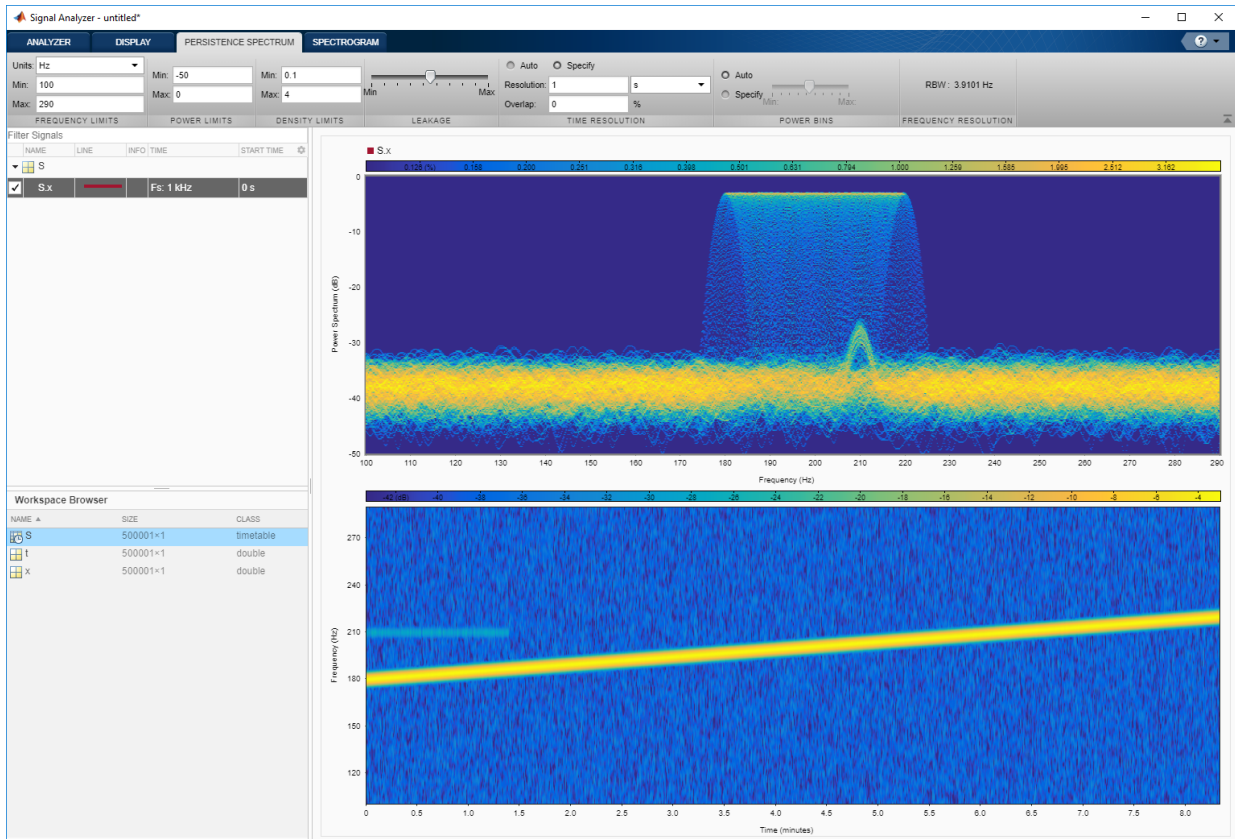 Signal Analyzer - untitled*
ANALYZER DISPLAY PERSISTENCE SPECTRUM SPECTROGRAM ?
Units: Hz
Min: 100
Max: 290
FREQUENCY LIMITS
Min: -50
Max: 0
POWER LIMITS
Min: 0.1
Max: 4
DENSITY LIMITS
Min Max
LEAKAGE
Auto Specify
Resolution: 1 s
Overlap: 0 %
TIME RESOLUTION
Auto
Specify
Min: Max:
POWER BINS
RBW : 3.9101 Hz
FREQUENCY RESOLUTION
Filter Signals
NAME LINE INFO TIME START TIME
S
S.x Fs: 1 kHz 0 s
Workspace Browser
NAME SIZE CLASS
S 500001×1 timetable
t 500001×1 double
x 500001×1 double
S.x
0.126 (%) 0.158 0.200 0.251 0.316 0.398 0.501 0.631 0.794 1.000 1.259 1.585 1.995 2.512 3.162
0
-10
-20
-30
-40
-50
Power Spectrum (dB)
100 110 120 130 140 150 160 170 180 190 200 210 220 230 240 250 260 270 280 290
Frequency (Hz)
-42 (dB) -40 -38 -36 -34 -32 -30 -28 -26 -24 -22 -20 -18 -16 -14 -12 -10 -8 -6 -4
270
240
210
180
150
120
Frequency (Hz)
0 0.5 1.0 1.5 2.0 2.5 3.0 3.5 4.0 4.5 5.0 5.5 6.0 6.5 7.0 7.5 8.0
Time (minutes)